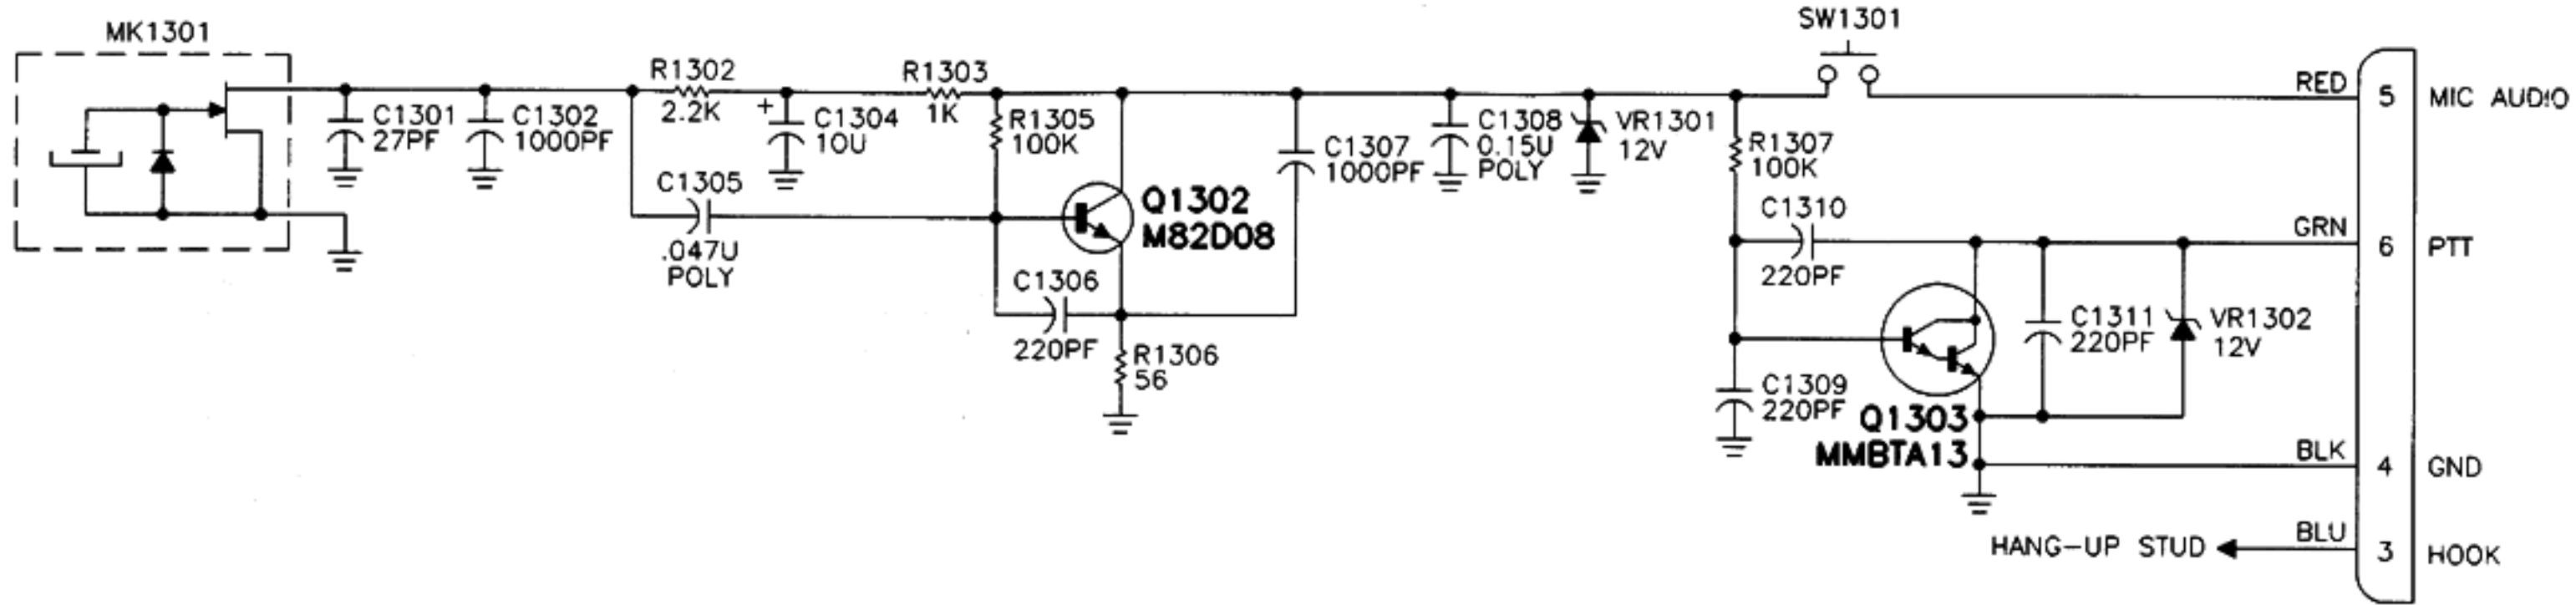 MK1301
C1301
27PF
C1302
1000PF
R1302
2.2K
+
C1304
10U
R1303
1K
R1305
100K
C1305
.047U
POLY
Q1302
M82D08
C1306
220PF
R1306
56
C1307
1000PF
C1308
0.15U
POLY
VR1301
12V
SW1301
R1307
100K
C1310
220PF
C1309
220PF
Q1303
MMBTA13
C1311
220PF
VR1302
12V
RED 5 MIC AUDIO
GRN 6 PTT
BLK 4 GND
HANG-UP STUD BLU 3 HOOK